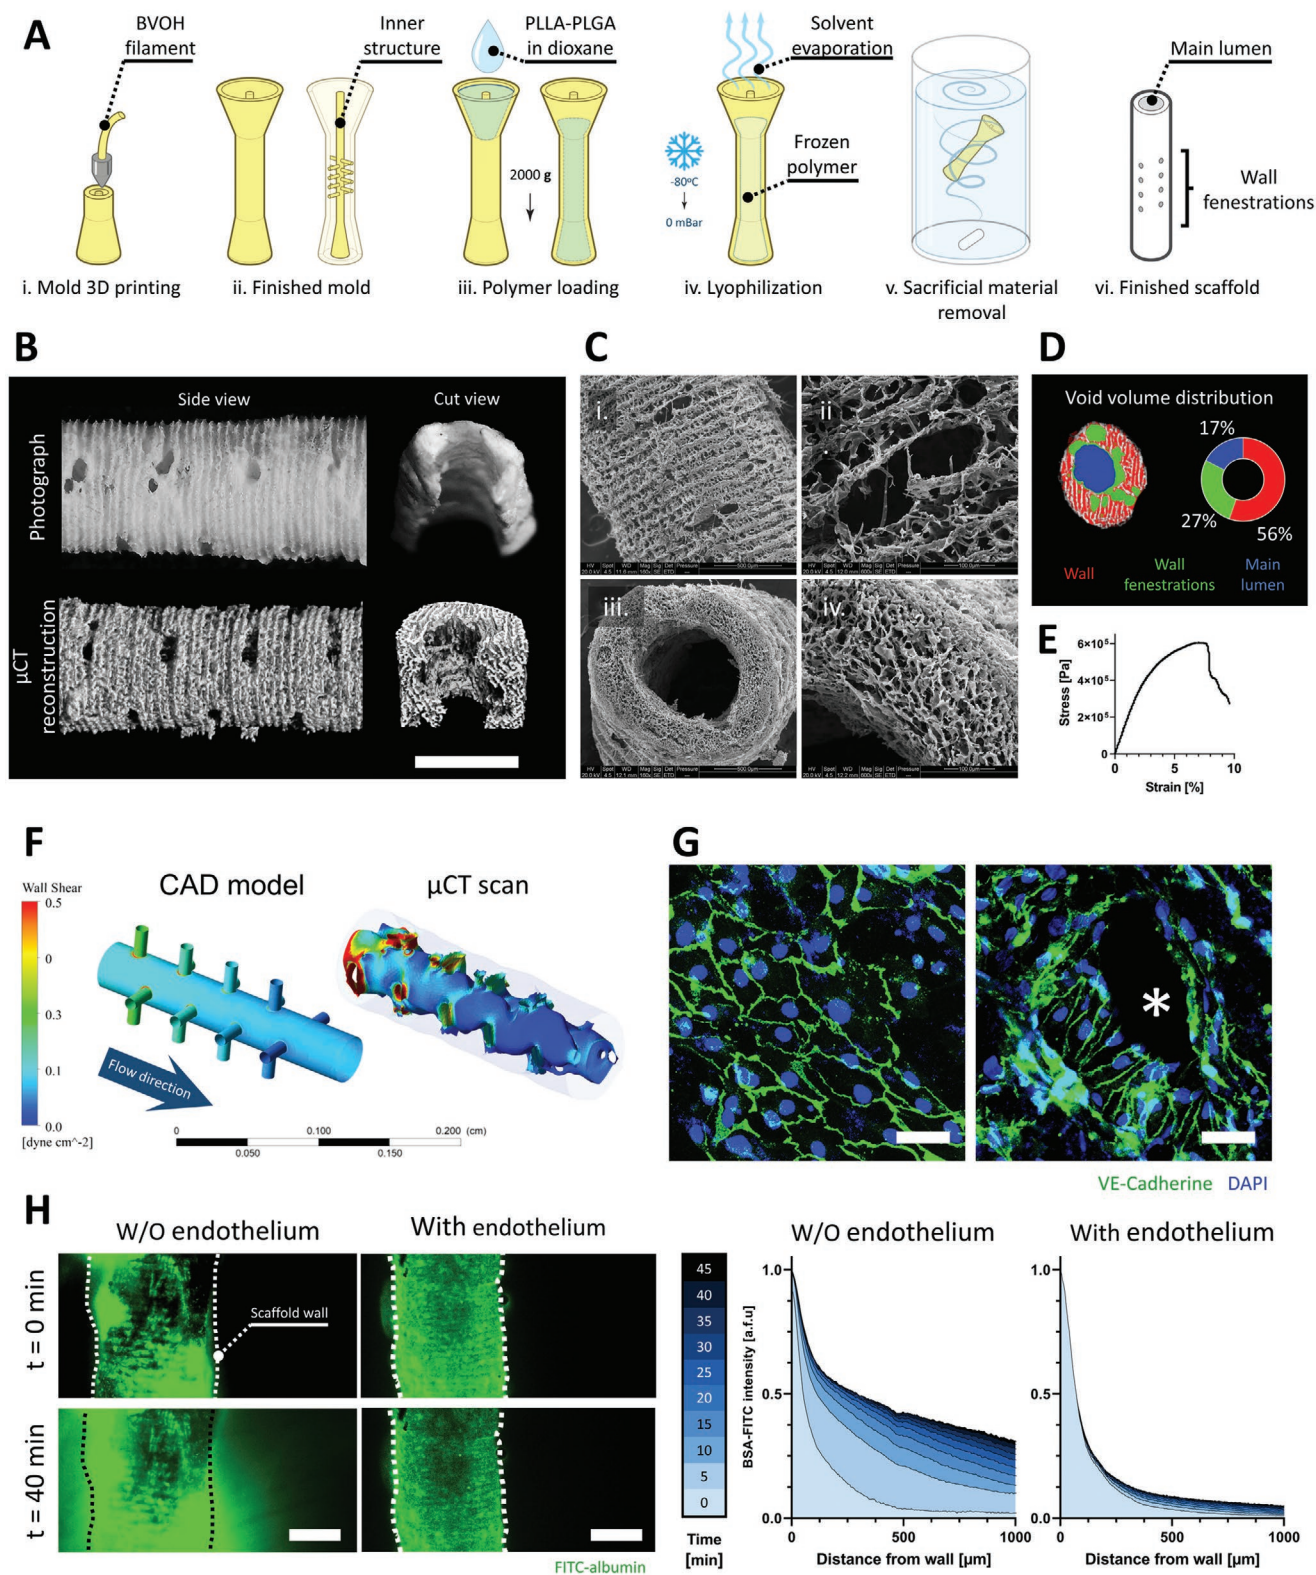 A
BVOH
filament
Inner
structure
PLLA-PLGA
in dioxane
Solvent
evaporation
Main lumen
2000 g
-80ºC
0 mBar
Frozen
polymer
Wall
fenestrations
i. Mold 3D printing
ii. Finished mold
iii. Polymer loading
iv. Lyophilization
v. Sacrificial material
removal
vi. Finished scaffold
B
Side view
Cut view
Photograph
µCT
reconstruction
C
i.
ii.
iii.
iv.
D
Void volume distribution
17%
27%
56%
Wall
Wall
fenestrations
Main
lumen
E
Stress [Pa]
6×10⁵
4×10⁵
2×10⁵
0
0 5 10
Strain [%]
F
CAD model
µCT scan
Wall Shear
0.5
0
0.3
0.1
0.0
[dyne cm^-2]
Flow direction
0 0.100 0.200 (cm)
0.050 0.150
G
*
VE-Cadherine DAPI
H
W/O endothelium
With endothelium
t = 0 min
Scaffold wall
t = 40 min
FITC-albumin
45
40
35
30
25
20
15
10
5
0
Time
[min]
W/O endothelium
BSA-FITC intensity [a.f.u]
1.0
0.5
0.0
0 500 1000
Distance from wall [µm]
With endothelium
1.0
0.5
0.0
0 500 1000
Distance from wall [µm]